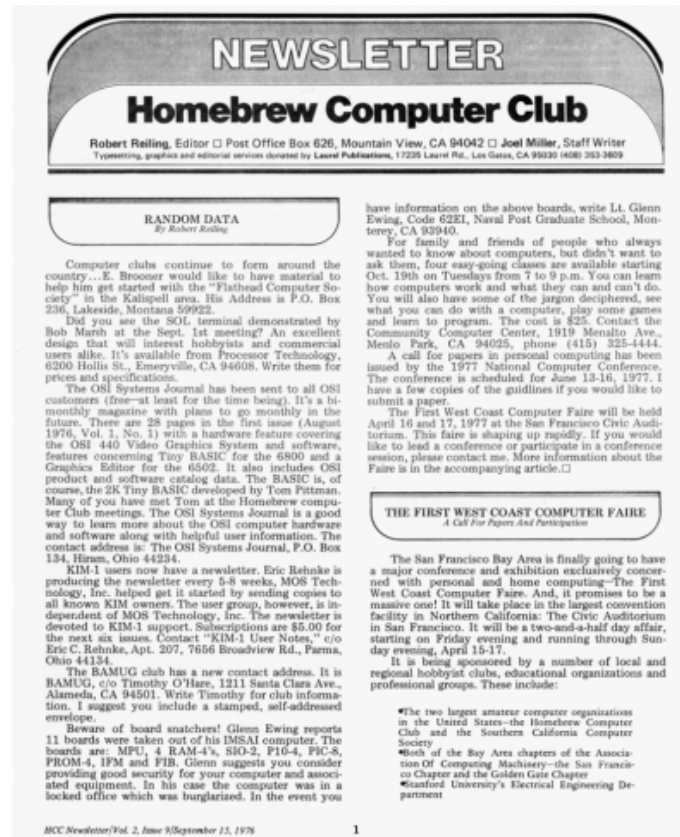 NEWSLETTER
Homebrew Computer Club
Robert Reiling, Editor □ Post Office Box 626, Mountain View, CA 94042 □ Joel Miller, Staff Writer
Typesetting, graphics and editorial services donated by Laurel Publications, 17235 Laurel Rd., Los Gatos, CA 95030 (408) 353-3609
RANDOM DATA
By Robert Reiling
Computer clubs continue to form around the
country...E. Brooner would like to have material to
help him get started with the "Flathead Computer So-
ciety" in the Kalispell area. His Address is P.O. Box
236, Lakeside, Montana 59922.
Did you see the SOL terminal demonstrated by
Bob Marsh at the Sept. 1st meeting? An excellent
design that will interest hobbyists and commercial
users alike. It's available from Processor Technology,
6200 Hollis St., Emeryville, CA 94608. Write them for
prices and specifications.
The OSI Systems Journal has been sent to all OSI
customers (free—at least for the time being). It's a bi-
monthly magazine with plans to go monthly in the
future. There are 28 pages in the first issue (August
1976, Vol. 1, No. 1) with a hardware feature covering
the OSI 440 Video Graphics System and software,
features concerning Tiny BASIC for the 6800 and a
Graphics Editor for the 6502. It also includes OSI
product and software catalog data. The BASIC is, of
course, the 2K Tiny BASIC developed by Tom Pittman.
Many of you have met Tom at the Homebrew compu-
ter Club meetings. The OSI Systems Journal is a good
way to learn more about the OSI computer hardware
and software along with helpful user information. The
contact address is: The OSI Systems Journal, P.O. Box
134, Hiram, Ohio 44234.
KIM-1 users now have a newsletter. Eric Rehnke is
producing the newsletter every 5-8 weeks, MOS Tech-
nology, Inc. helped get it started by sending copies to
all known KIM owners. The user group, however, is in-
dependent of MOS Technology, Inc. The newsletter is
devoted to KIM-1 support. Subscriptions are $5.00 for
the next six issues. Contact "KIM-1 User Notes," c/o
Eric C. Rehnke, Apt. 207, 7656 Broadview Rd., Parma,
Ohio 44134.
The BAMUG club has a new contact address. It is
BAMUG, c/o Timothy O'Hare, 1211 Santa Clara Ave.,
Alameda, CA 94501. Write Timothy for club informa-
tion. I suggest you include a stamped, self-addressed
envelope.
Beware of board snatchers! Glenn Ewing reports
11 boards were taken out of his IMSAI computer. The
boards are: MPU, 4 RAM-4's, SIO-2, P10-4, PIC-8,
PROM-4, IFM and FIB. Glenn suggests you consider
providing good security for your computer and associ-
ated equipment. In his case the computer was in a
locked office which was burglarized. In the event you
have information on the above boards, write Lt. Glenn
Ewing, Code 62EI, Naval Post Graduate School, Mon-
terey, CA 93940.
For family and friends of people who always
wanted to know about computers, but didn't want to
ask them, four easy-going classes are available starting
Oct. 19th on Tuesdays from 7 to 9 p.m. You can learn
how computers work and what they can and can't do.
You will also have some of the jargon deciphered, see
what you can do with a computer, play some games
and learn to program. The cost is $25. Contact the
Community Computer Center, 1919 Menalto Ave.,
Menlo Park, CA 94025, phone (415) 325-4444.
A call for papers in personal computing has been
issued by the 1977 National Computer Conference.
The conference is scheduled for June 13-16, 1977. I
have a few copies of the guidlines if you would like to
submit a paper.
The First West Coast Computer Faire will be held
April 16 and 17, 1977 at the San Francisco Civic Audi-
torium. This faire is shaping up rapidly. If you would
like to lead a conference or participate in a conference
session, please contact me. More information about the
Faire is in the accompanying article.□
THE FIRST WEST COAST COMPUTER FAIRE
A Call For Papers And Participation
The San Francisco Bay Area is finally going to have
a major conference and exhibition exclusively concer-
ned with personal and home computing—The First
West Coast Computer Faire. And, it promises to be a
massive one! It will take place in the largest convention
facility in Northern California: The Civic Auditorium
in San Francisco. It will be a two-and-a-half day affair,
starting on Friday evening and running through Sun-
day evening, April 15-17.
It is being sponsored by a number of local and
regional hobbyist clubs, educational organizations and
professional groups. These include:
•The two largest amateur computer organizations
in the United States—the Homebrew Computer
Club and the Southern California Computer
Society
•Both of the Bay Area chapters of the Associa-
tion Of Computing Machinery—the San Francis-
co Chapter and the Golden Gate Chapter
•Stanford University's Electrical Engineering De-
partment
HCC Newsletter/Vol. 2, Issue 9/September 15, 1976
1